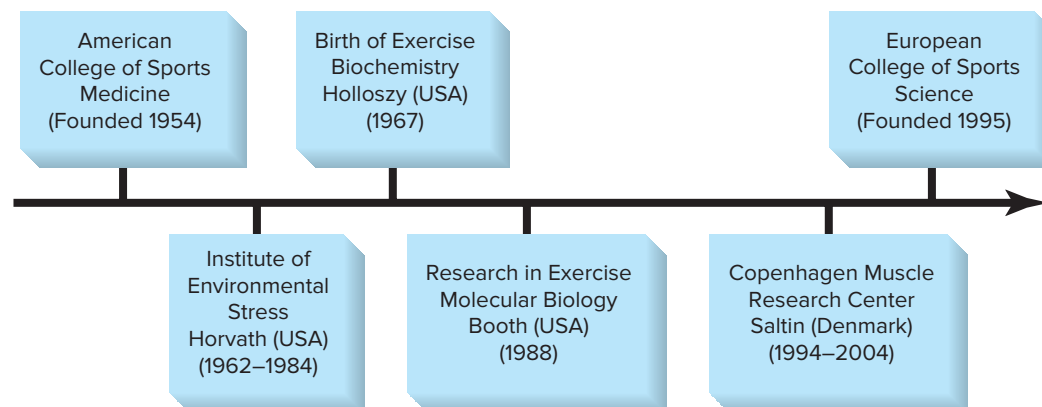 American
College of Sports
Medicine
(Founded 1954)
Birth of Exercise
Biochemistry
Holloszy (USA)
(1967)
European
College of Sports
Science
(Founded 1995)
Institute of
Environmental
Stress
Horvath (USA)
(1962–1984)
Research in Exercise
Molecular Biology
Booth (USA)
(1988)
Copenhagen Muscle
Research Center
Saltin (Denmark)
(1994–2004)